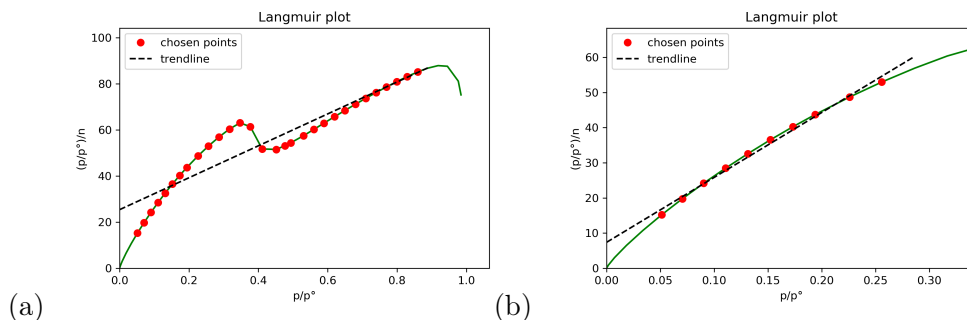 Langmuir plot
chosen points
trendline
(p/p°)/n
100
80
60
40
20
0
0.0 0.2 0.4 0.6 0.8 1.0
p/p°
(a)
Langmuir plot
chosen points
trendline
(p/p°)/n
60
50
40
30
20
10
0
0.00 0.05 0.10 0.15 0.20 0.25 0.30
p/p°
(b)